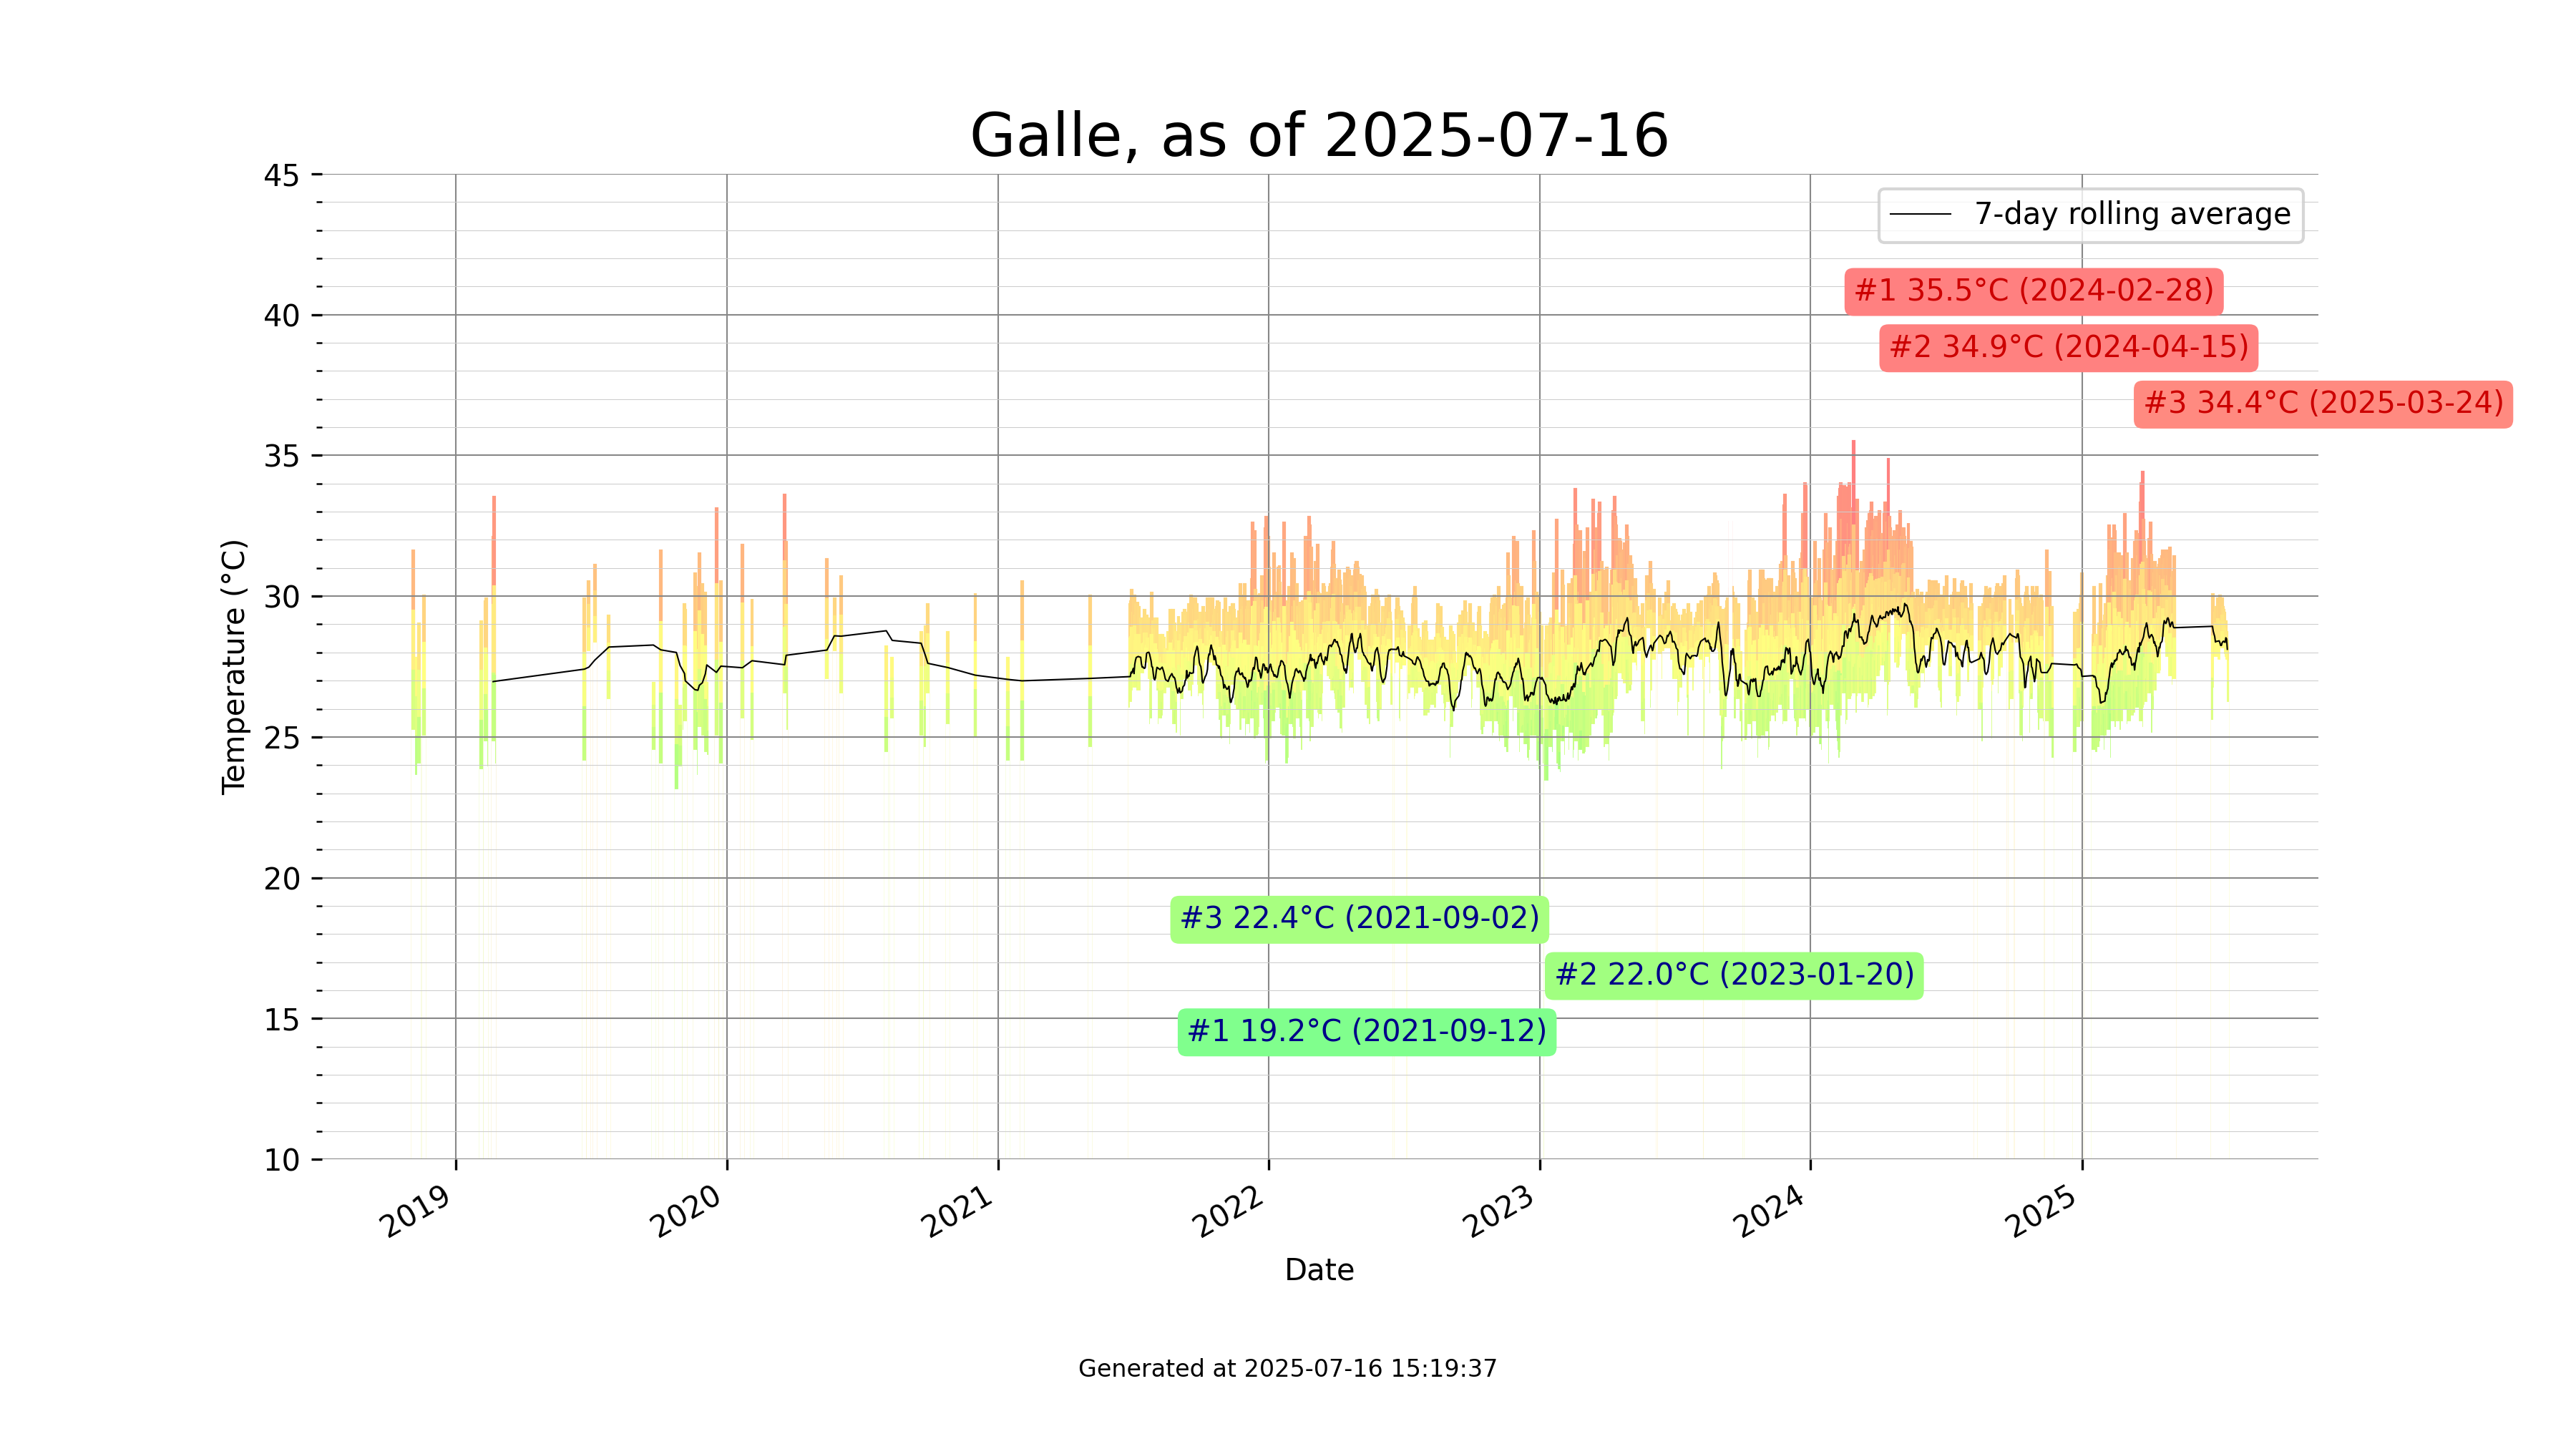 Galle, as of 2025-07-16
45
40
35
30
25
20
15
10
Temperature (°C)
7-day rolling average
#1 35.5°C (2024-02-28)
#2 34.9°C (2024-04-15)
#3 34.4°C (2025-03-24)
#3 22.4°C (2021-09-02)
#2 22.0°C (2023-01-20)
#1 19.2°C (2021-09-12)
2019
2020
2021
2022
2023
2024
2025
Date
Generated at 2025-07-16 15:19:37